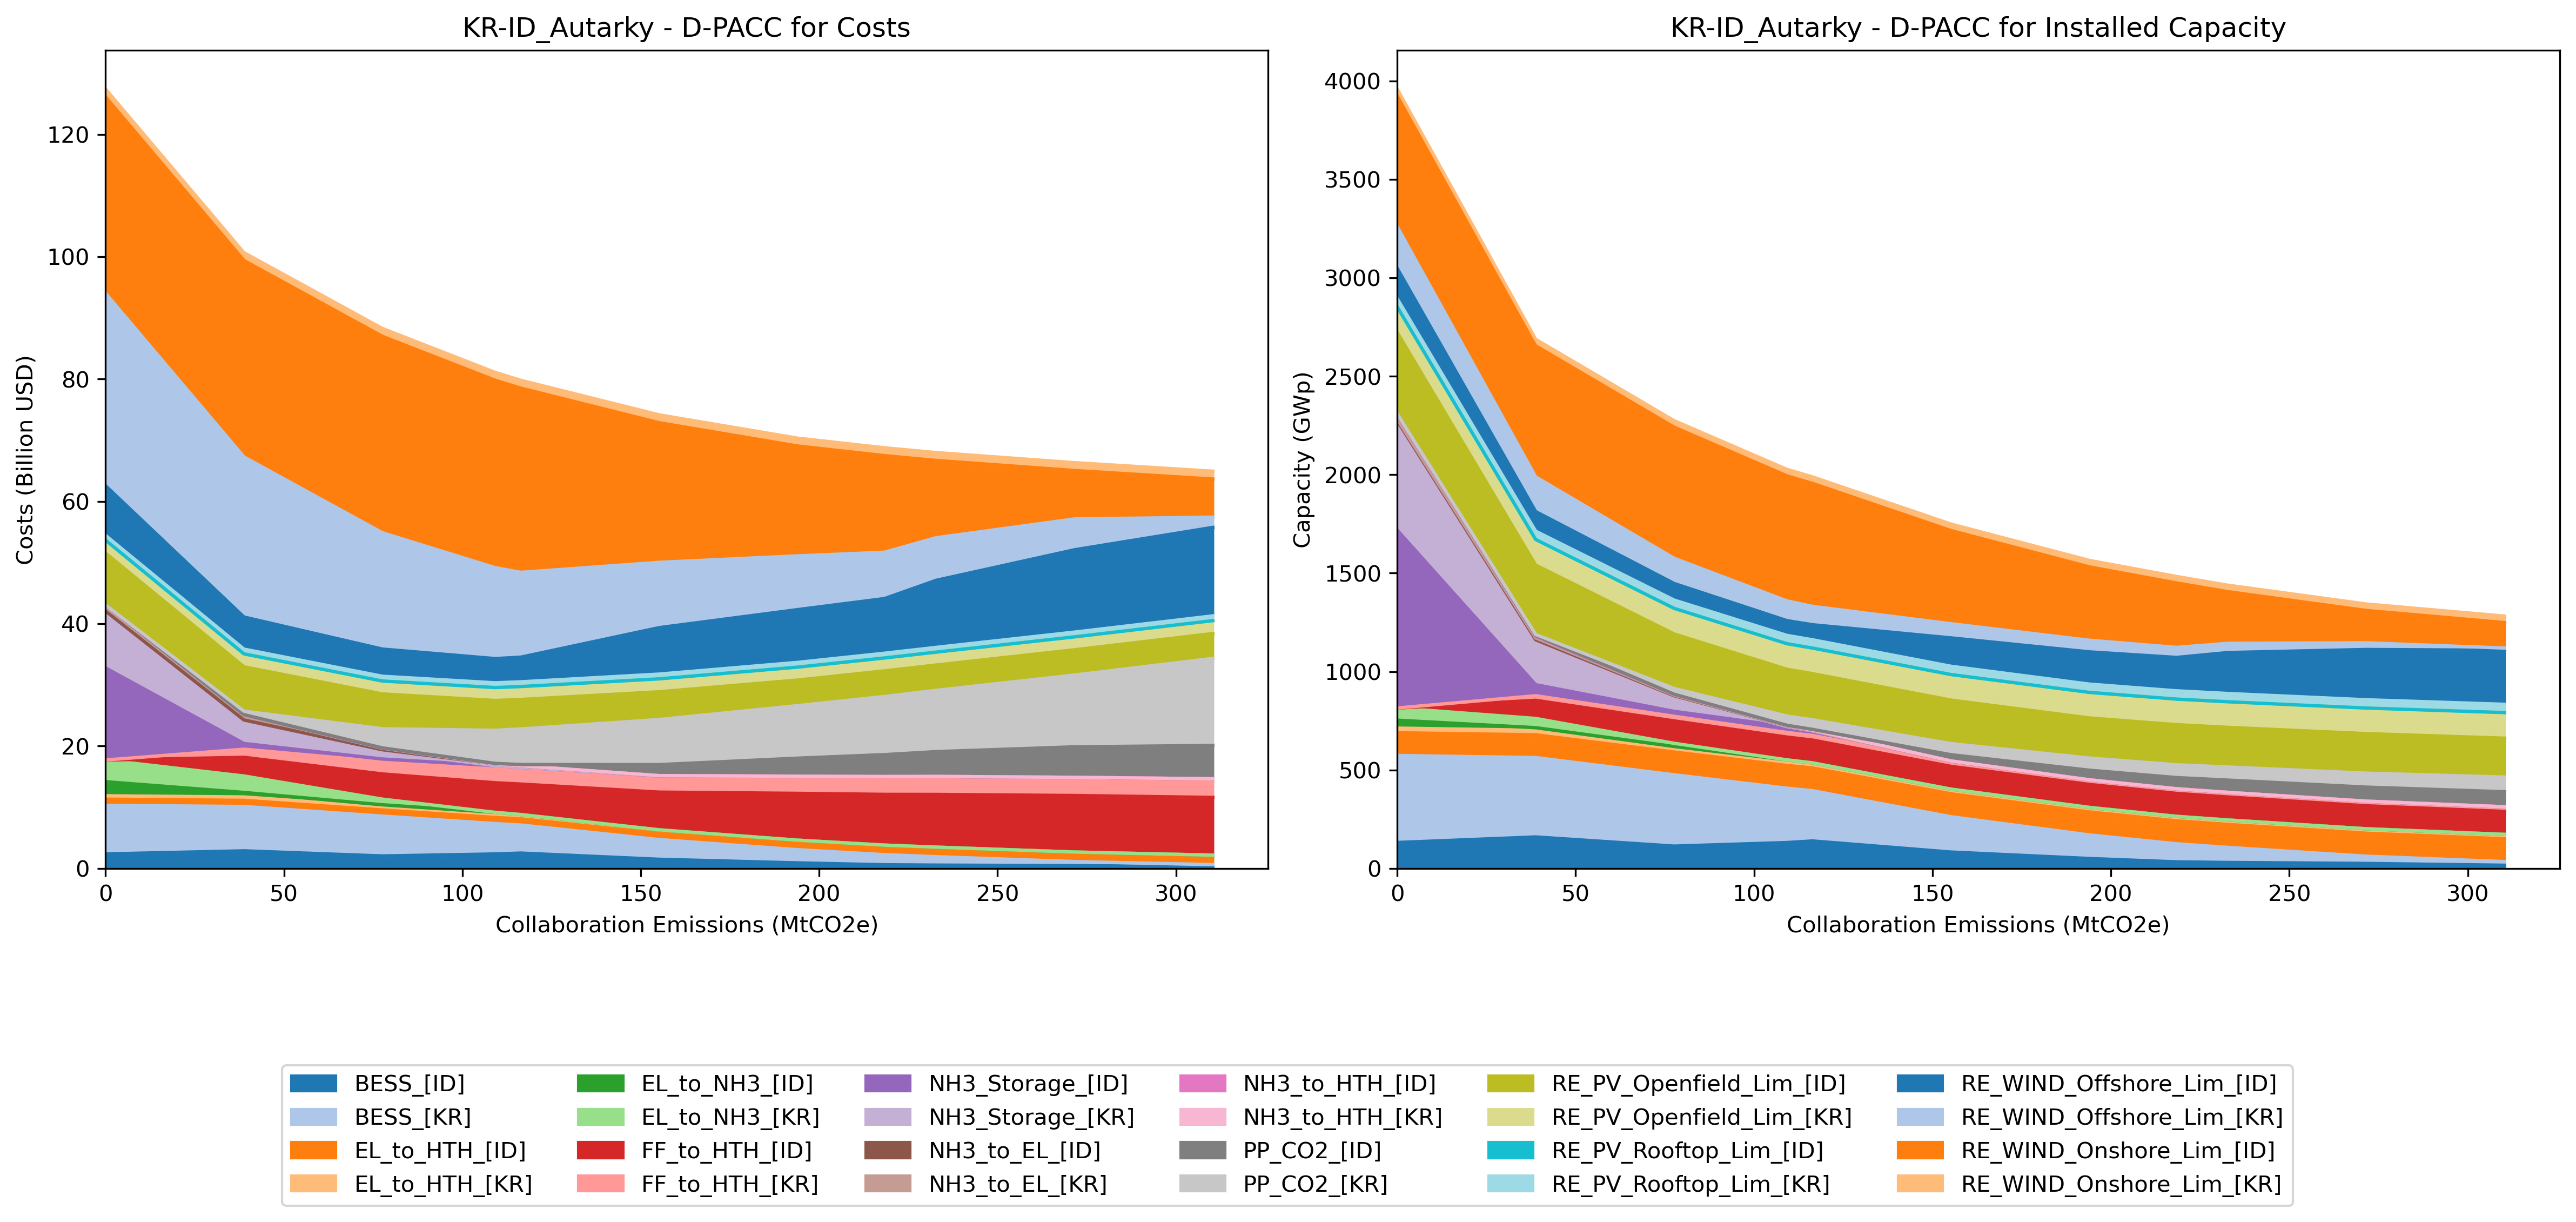 KR-ID_Autarky - D-PACC for Costs
Costs (Billion USD)
120
100
80
60
40
20
0
0 50 100 150 200 250 300
Collaboration Emissions (MtCO2e)
KR-ID_Autarky - D-PACC for Installed Capacity
Capacity (GWp)
4000
3500
3000
2500
2000
1500
1000
500
0
0 50 100 150 200 250 300
Collaboration Emissions (MtCO2e)
BESS_[ID]
BESS_[KR]
EL_to_HTH_[ID]
EL_to_HTH_[KR]
EL_to_NH3_[ID]
EL_to_NH3_[KR]
FF_to_HTH_[ID]
FF_to_HTH_[KR]
NH3_Storage_[ID]
NH3_Storage_[KR]
NH3_to_EL_[ID]
NH3_to_EL_[KR]
NH3_to_HTH_[ID]
NH3_to_HTH_[KR]
PP_CO2_[ID]
PP_CO2_[KR]
RE_PV_Openfield_Lim_[ID]
RE_PV_Openfield_Lim_[KR]
RE_PV_Rooftop_Lim_[ID]
RE_PV_Rooftop_Lim_[KR]
RE_WIND_Offshore_Lim_[ID]
RE_WIND_Offshore_Lim_[KR]
RE_WIND_Onshore_Lim_[ID]
RE_WIND_Onshore_Lim_[KR]